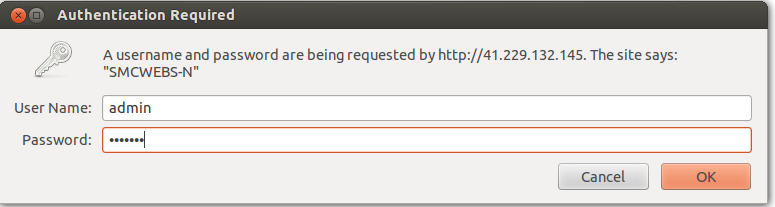 Authentication Required
A username and password are being requested by http://41.229.132.145. The site says:
"SMCWEBS-N"
User Name: admin
Password: •••••••
Cancel OK